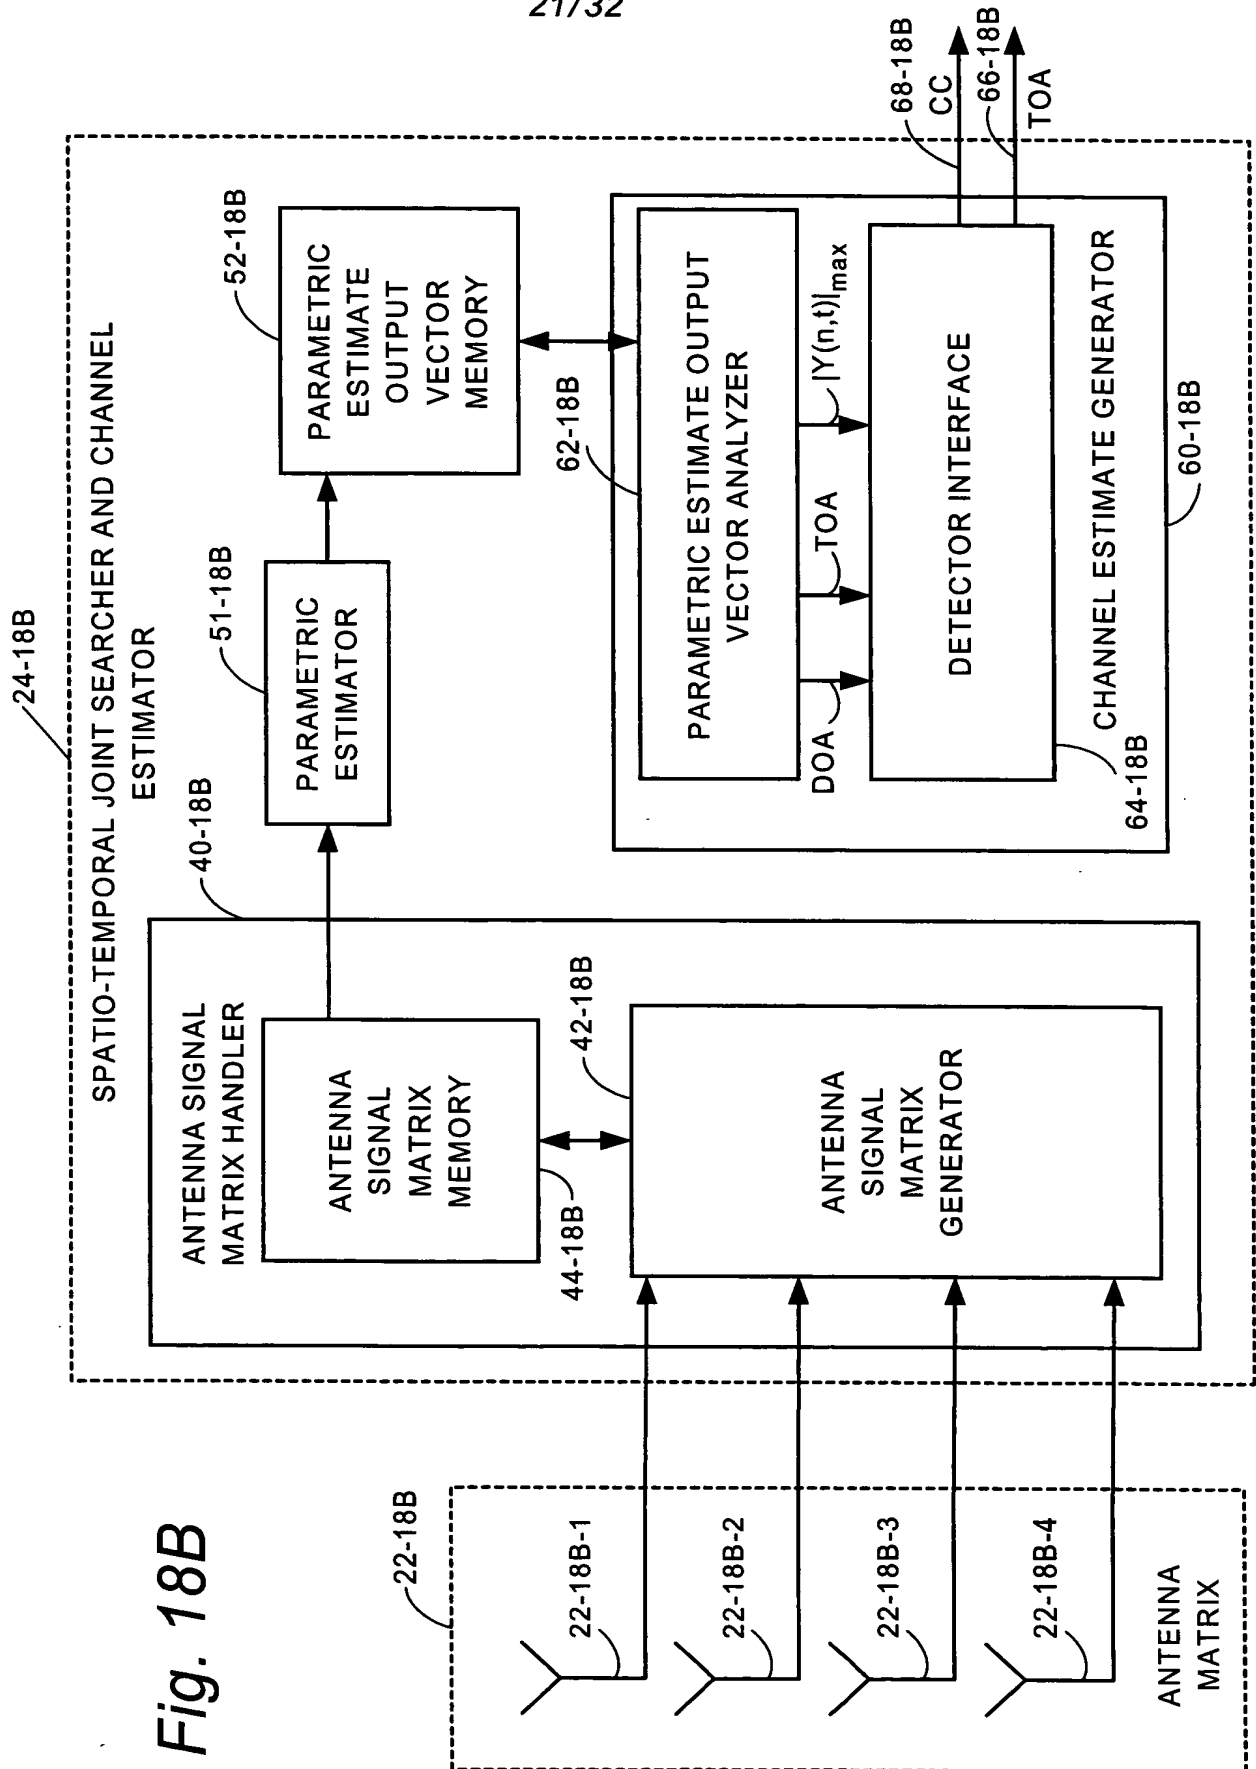 21/32
Fig. 18B
24-18B
SPATIO-TEMPORAL JOINT SEARCHER AND CHANNEL
ESTIMATOR
22-18B
22-18B-1
22-18B-2
22-18B-3
22-18B-4
ANTENNA
MATRIX
40-18B
ANTENNA SIGNAL
MATRIX HANDLER
ANTENNA
SIGNAL
MATRIX
MEMORY
44-18B
42-18B
ANTENNA
SIGNAL
MATRIX
GENERATOR
51-18B
PARAMETRIC
ESTIMATOR
52-18B
PARAMETRIC
ESTIMATE
OUTPUT
VECTOR
MEMORY
62-18B
PARAMETRIC ESTIMATE OUTPUT
VECTOR ANALYZER
DOA
TOA
|Y(n,t)|max
DETECTOR INTERFACE
64-18B
CHANNEL ESTIMATE GENERATOR
60-18B
68-18B
CC
66-18B
TOA